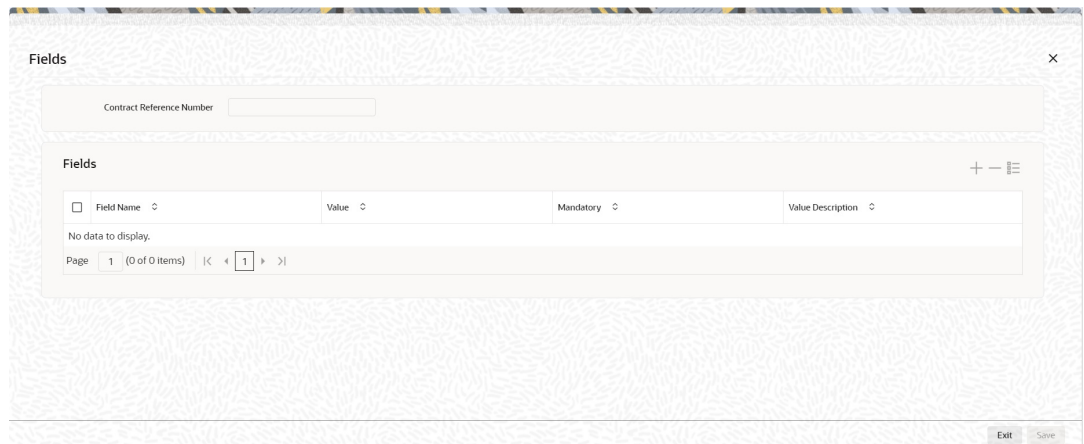 Fields
Contract Reference Number
Fields
Field Name Value Mandatory Value Description
No data to display.
Page 1 (0 of 0 items) 1
Exit Save